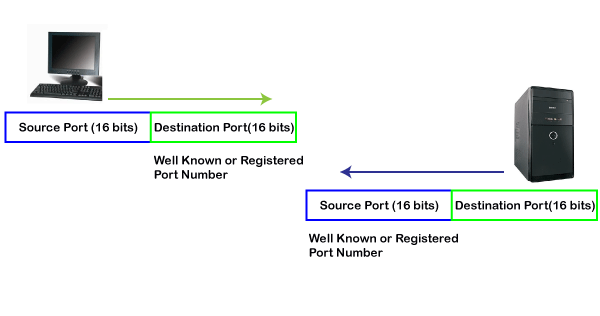 Source Port (16 bits) Destination Port(16 bits)
Well Known or Registered
Port Number
Source Port (16 bits) Destination Port(16 bits)
Well Known or Registered
Port Number